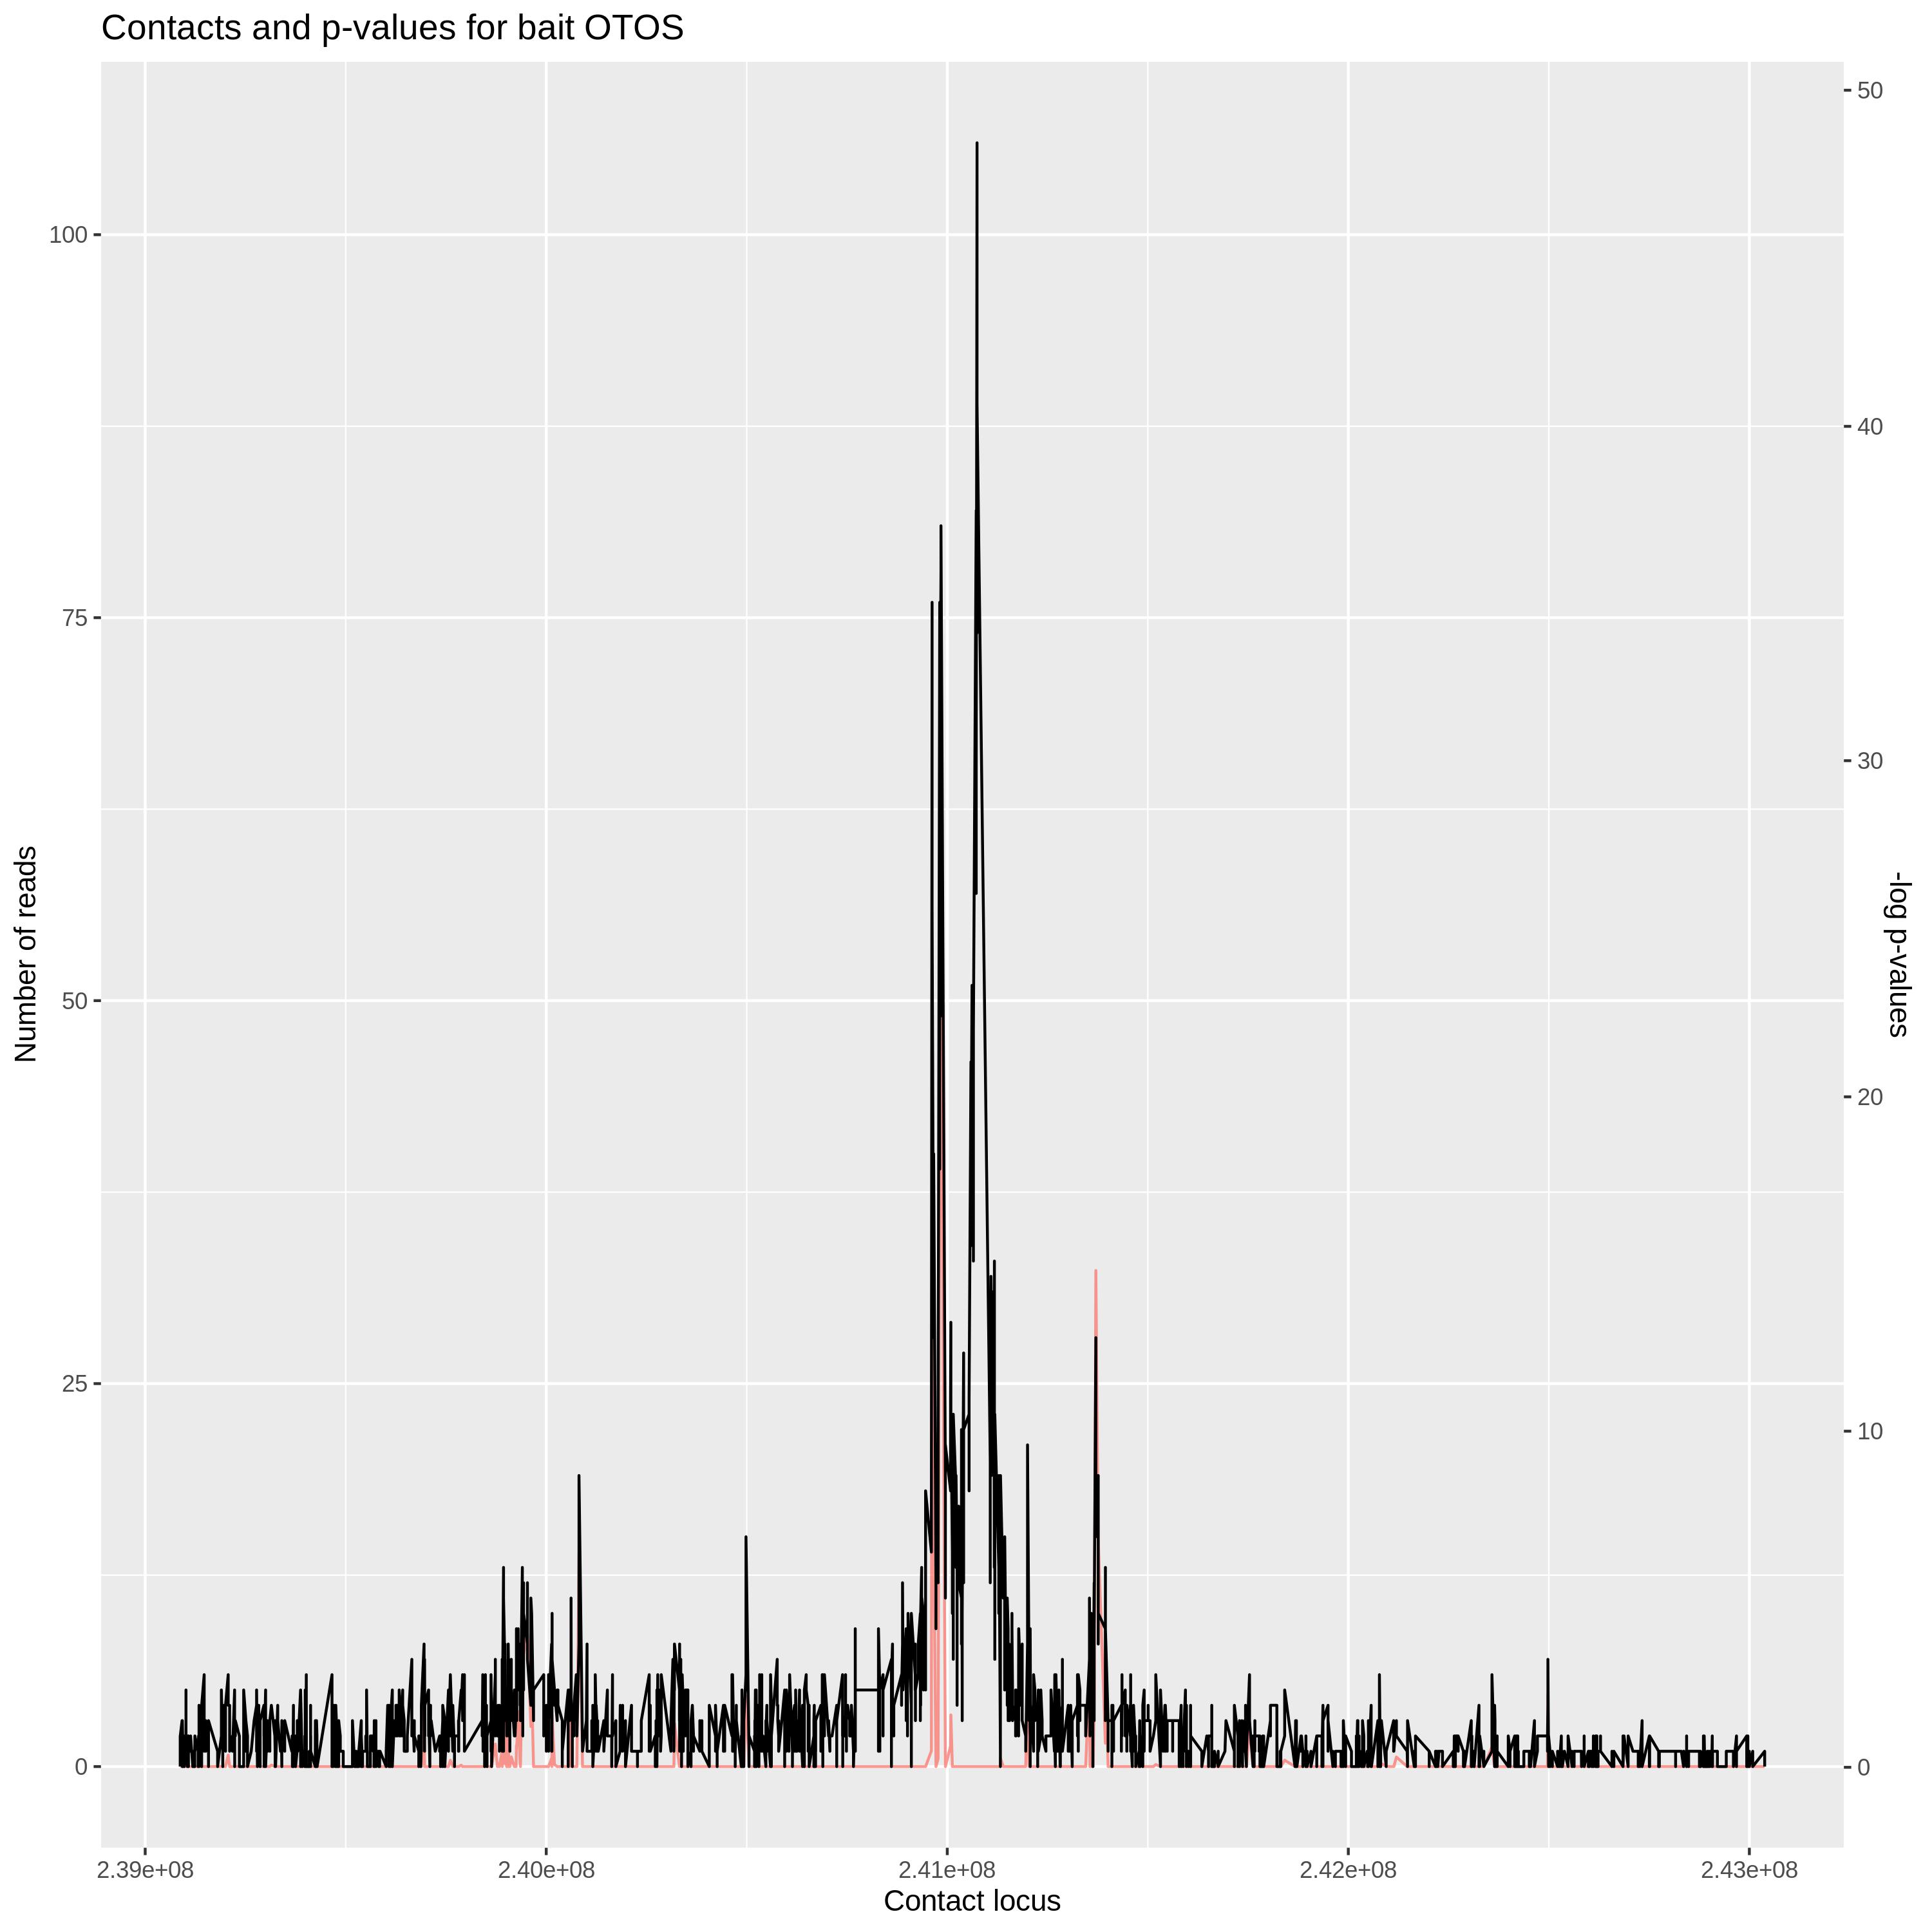 Contacts and p-values for bait OTOS
Number of reads
100
75
50
25
0
50
40
30
20
10
0
-log p-values
2.39e+08
2.40e+08
2.41e+08
2.42e+08
2.43e+08
Contact locus